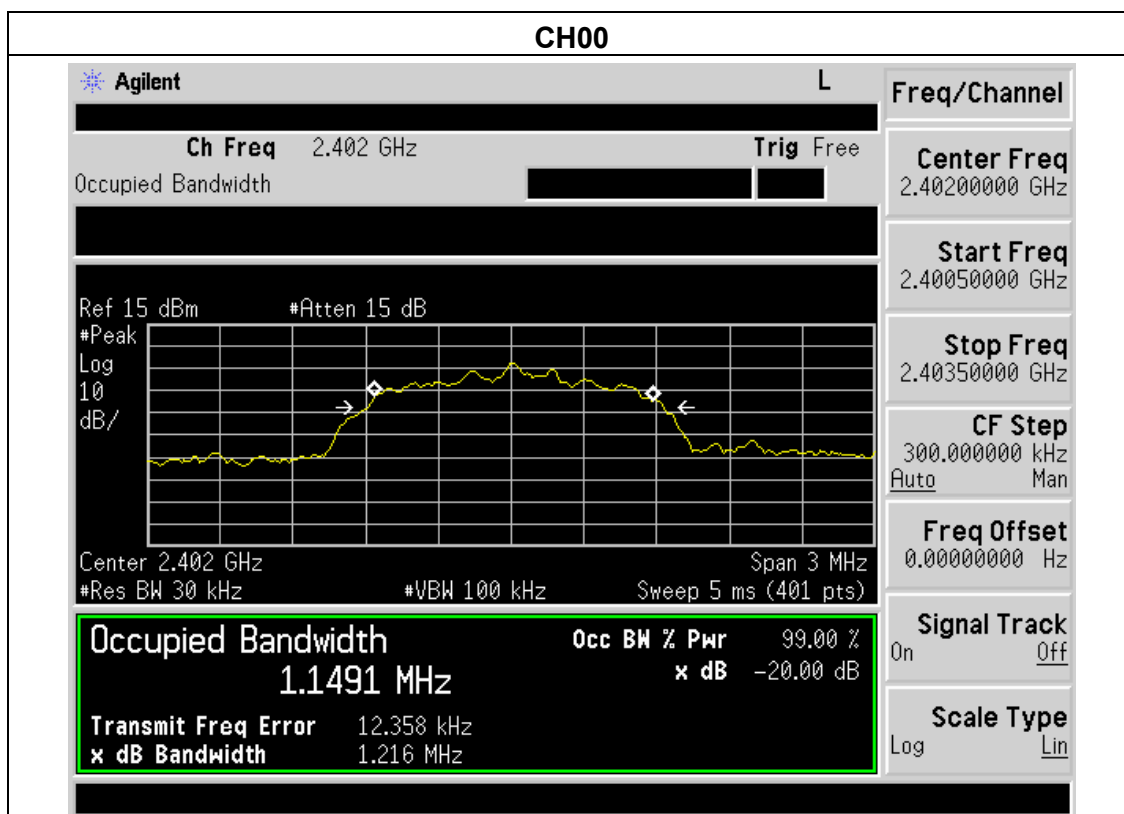 CH00
Agilent
L
Ch Freq 2.402 GHz
Trig Free
Occupied Bandwidth
Ref 15 dBm #Atten 15 dB
#Peak
Log
10
dB/
Center 2.402 GHz Span 3 MHz
#Res BW 30 kHz #VBW 100 kHz Sweep 5 ms (401 pts)
Occupied Bandwidth
1.1491 MHz
Occ BW % Pwr 99.00 %
x dB -20.00 dB
Transmit Freq Error 12.358 kHz
x dB Bandwidth 1.216 MHz
Freq/Channel
Center Freq
2.40200000 GHz
Start Freq
2.40050000 GHz
Stop Freq
2.40350000 GHz
CF Step
300.000000 kHz
Auto Man
Freq Offset
0.00000000 Hz
Signal Track
On Off
Scale Type
Log Lin